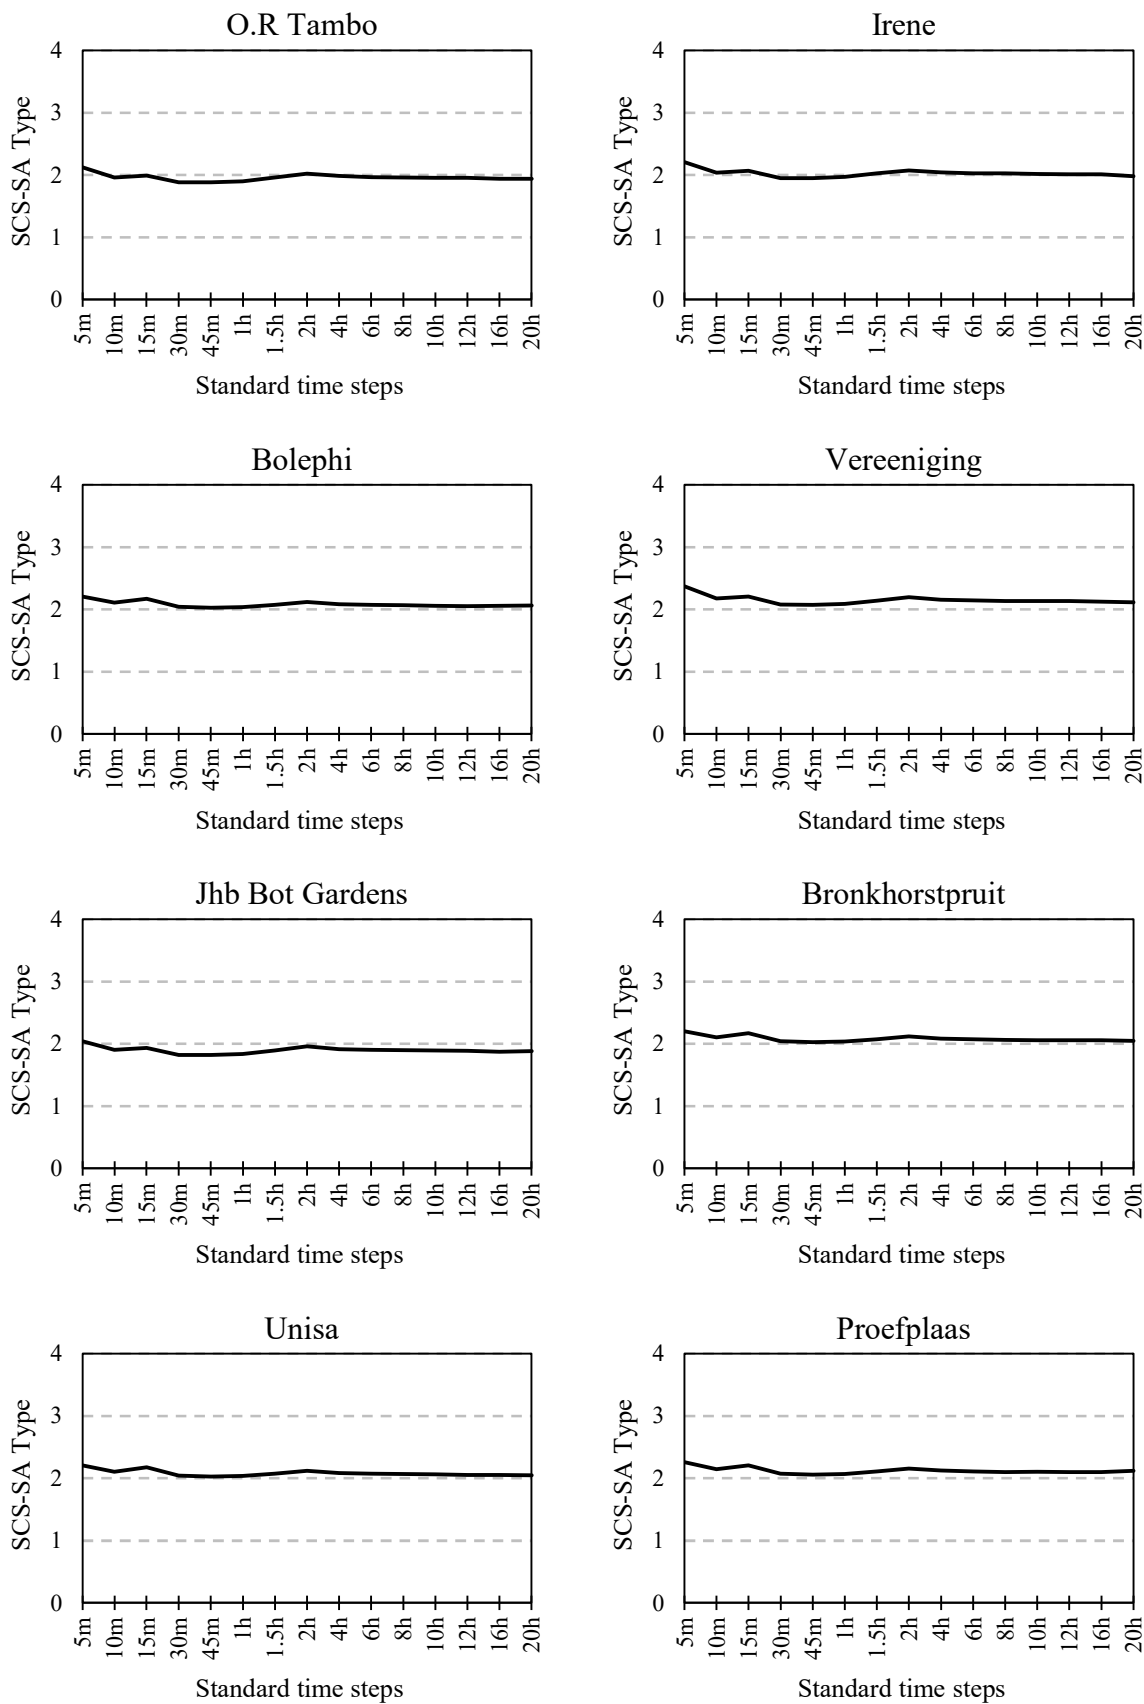 O.R Tambo
SCS-SA Type
4
3
2
1
0
5m 10m 15m 30m 45m 1h 1.5h 2h 4h 6h 8h 10h 12h 16h 20h
Standard time steps
Irene
SCS-SA Type
4
3
2
1
0
5m 10m 15m 30m 45m 1h 1.5h 2h 4h 6h 8h 10h 12h 16h 20h
Standard time steps
Bolephi
SCS-SA Type
4
3
2
1
0
5m 10m 15m 30m 45m 1h 1.5h 2h 4h 6h 8h 10h 12h 16h 20h
Standard time steps
Vereeniging
SCS-SA Type
4
3
2
1
0
5m 10m 15m 30m 45m 1h 1.5h 2h 4h 6h 8h 10h 12h 16h 20h
Standard time steps
Jhb Bot Gardens
SCS-SA Type
4
3
2
1
0
5m 10m 15m 30m 45m 1h 1.5h 2h 4h 6h 8h 10h 12h 16h 20h
Standard time steps
Bronkhorstpruit
SCS-SA Type
4
3
2
1
0
5m 10m 15m 30m 45m 1h 1.5h 2h 4h 6h 8h 10h 12h 16h 20h
Standard time steps
Unisa
SCS-SA Type
4
3
2
1
0
5m 10m 15m 30m 45m 1h 1.5h 2h 4h 6h 8h 10h 12h 16h 20h
Standard time steps
Proefplaas
SCS-SA Type
4
3
2
1
0
5m 10m 15m 30m 45m 1h 1.5h 2h 4h 6h 8h 10h 12h 16h 20h
Standard time steps